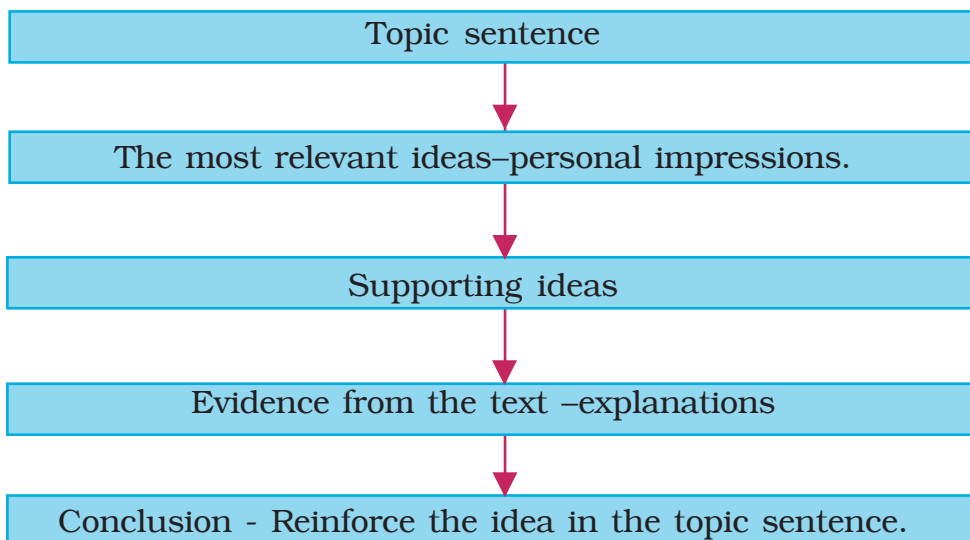 Topic sentence
The most relevant ideas–personal impressions.
Supporting ideas
Evidence from the text –explanations
Conclusion - Reinforce the idea in the topic sentence.